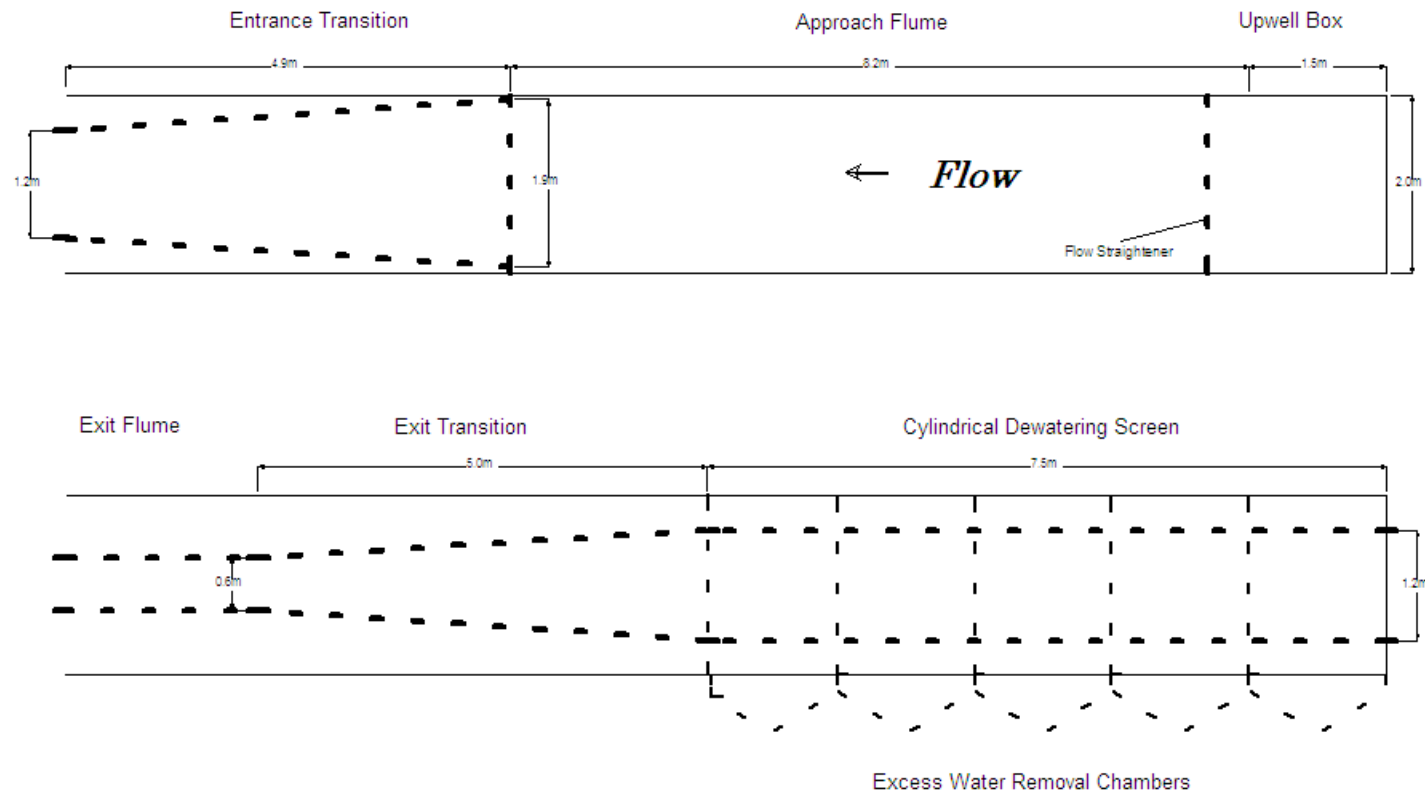 Entrance Transition
Approach Flume
Upwell Box
4.9m
8.2m
1.5m
1.2m
1.9m
Flow
2.0m
Flow Straightener
Exit Flume
Exit Transition
Cylindrical Dewatering Screen
5.0m
7.5m
0.6m
1.2m
Excess Water Removal Chambers